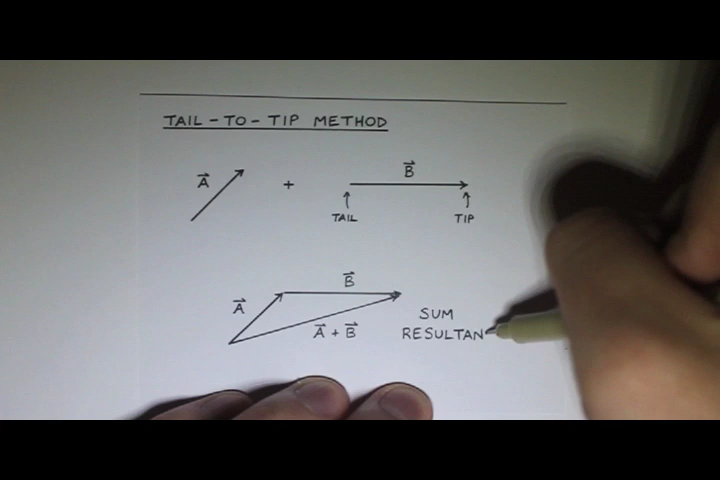 TAIL-TO-TIP METHOD
A⃗ + B⃗
TAIL TIP
B⃗
A⃗
A⃗ + B⃗
SUM
RESULTAN